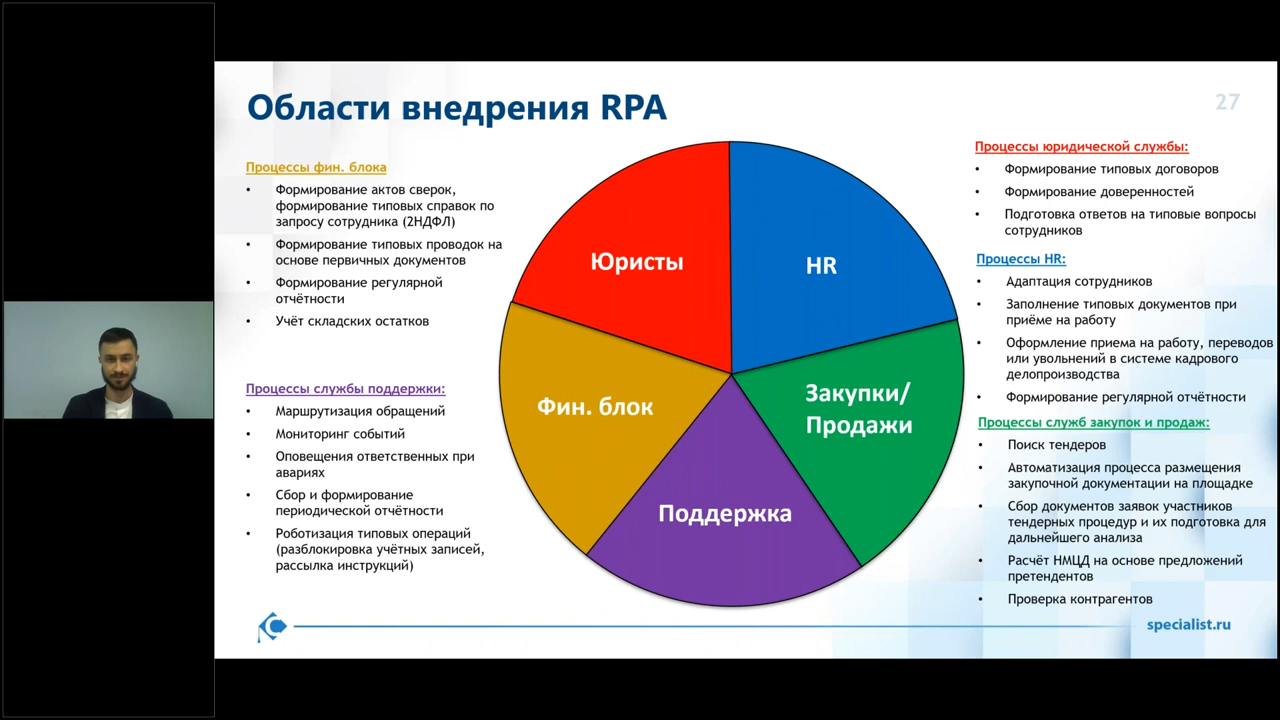 Области внедрения RPA
27
Процессы фин. блока
• Формирование актов сверок,
формирование типовых справок по
запросу сотрудника (2НДФЛ)
• Формирование типовых проводок на
основе первичных документов
• Формирование регулярной
отчётности
• Учёт складских остатков
Процессы службы поддержки:
• Маршрутизация обращений
• Мониторинг событий
• Оповещения ответственных при
авариях
• Сбор и формирование
периодической отчётности
• Роботизация типовых операций
(разблокировка учётных записей,
рассылка инструкций)
Юристы
HR
Фин. блок
Закупки/
Продажи
Поддержка
Процессы юридической службы:
• Формирование типовых договоров
• Формирование доверенностей
• Подготовка ответов на типовые вопросы
сотрудников
Процессы HR:
• Адаптация сотрудников
• Заполнение типовых документов при
приёме на работу
• Оформление приема на работу, переводов
или увольнений в системе кадрового
делопроизводства
• Формирование регулярной отчётности
Процессы служб закупок и продаж:
• Поиск тендеров
• Автоматизация процесса размещения
закупочной документации на площадке
• Сбор документов заявок участников
тендерных процедур и их подготовка для
дальнейшего анализа
• Расчёт НМЦД на основе предложений
претендентов
• Проверка контрагентов
specialist.ru